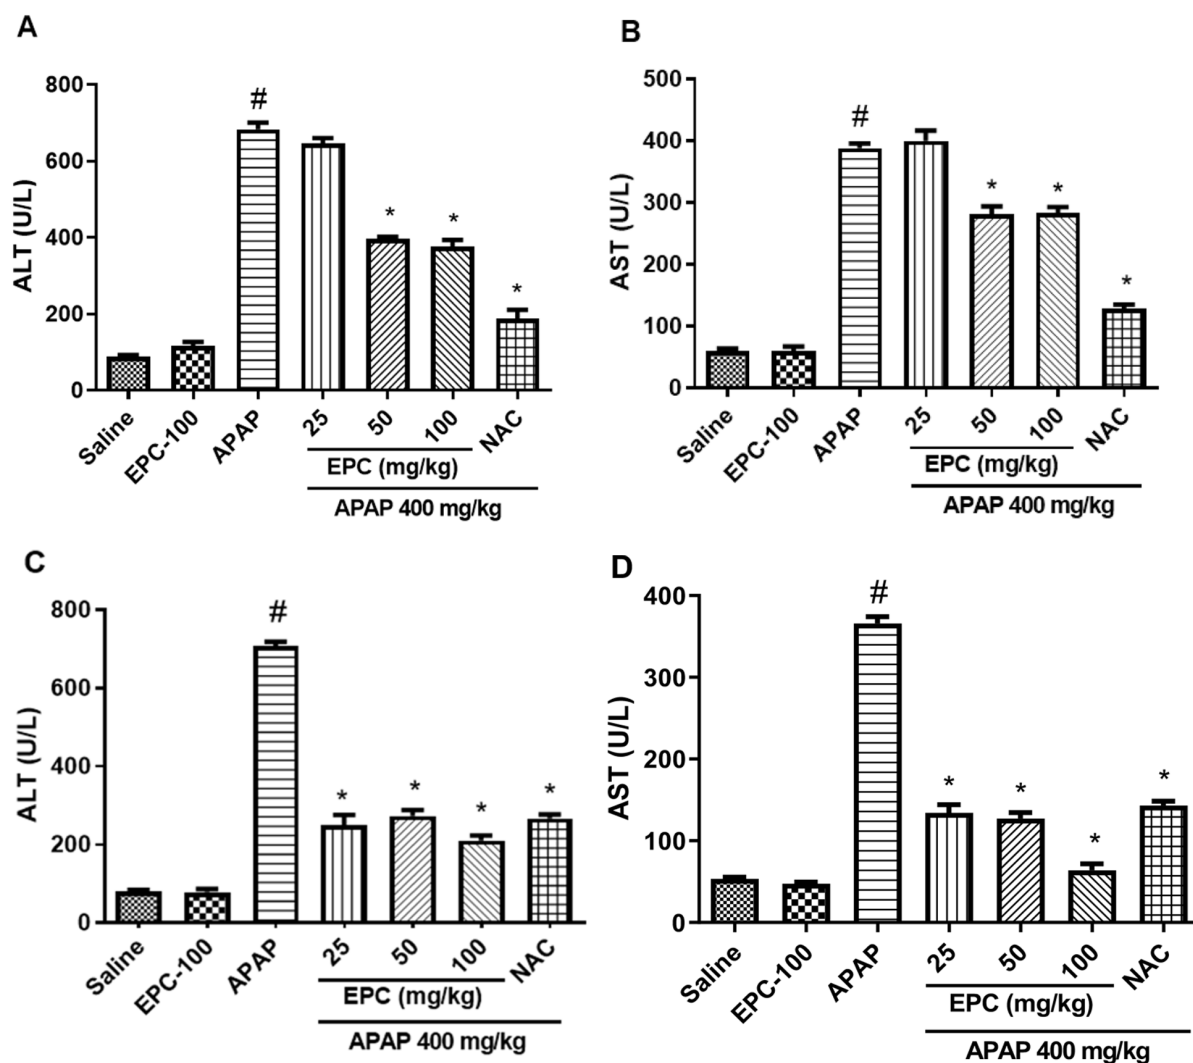 A
ALT (U/L)
800
600
400
200
0
#
*
*
*
Saline
EPC-100
APAP
25
50
100
NAC
EPC (mg/kg)
APAP 400 mg/kg
B
AST (U/L)
500
400
300
200
100
0
#
*
*
*
Saline
EPC-100
APAP
25
50
100
NAC
EPC (mg/kg)
APAP 400 mg/kg
C
ALT (U/L)
800
600
400
200
0
#
*
*
*
*
Saline
EPC-100
APAP
25
50
100
NAC
EPC (mg/kg)
APAP 400 mg/kg
D
AST (U/L)
400
300
200
100
0
#
*
*
*
*
Saline
EPC-100
APAP
25
50
100
NAC
EPC (mg/kg)
APAP 400 mg/kg